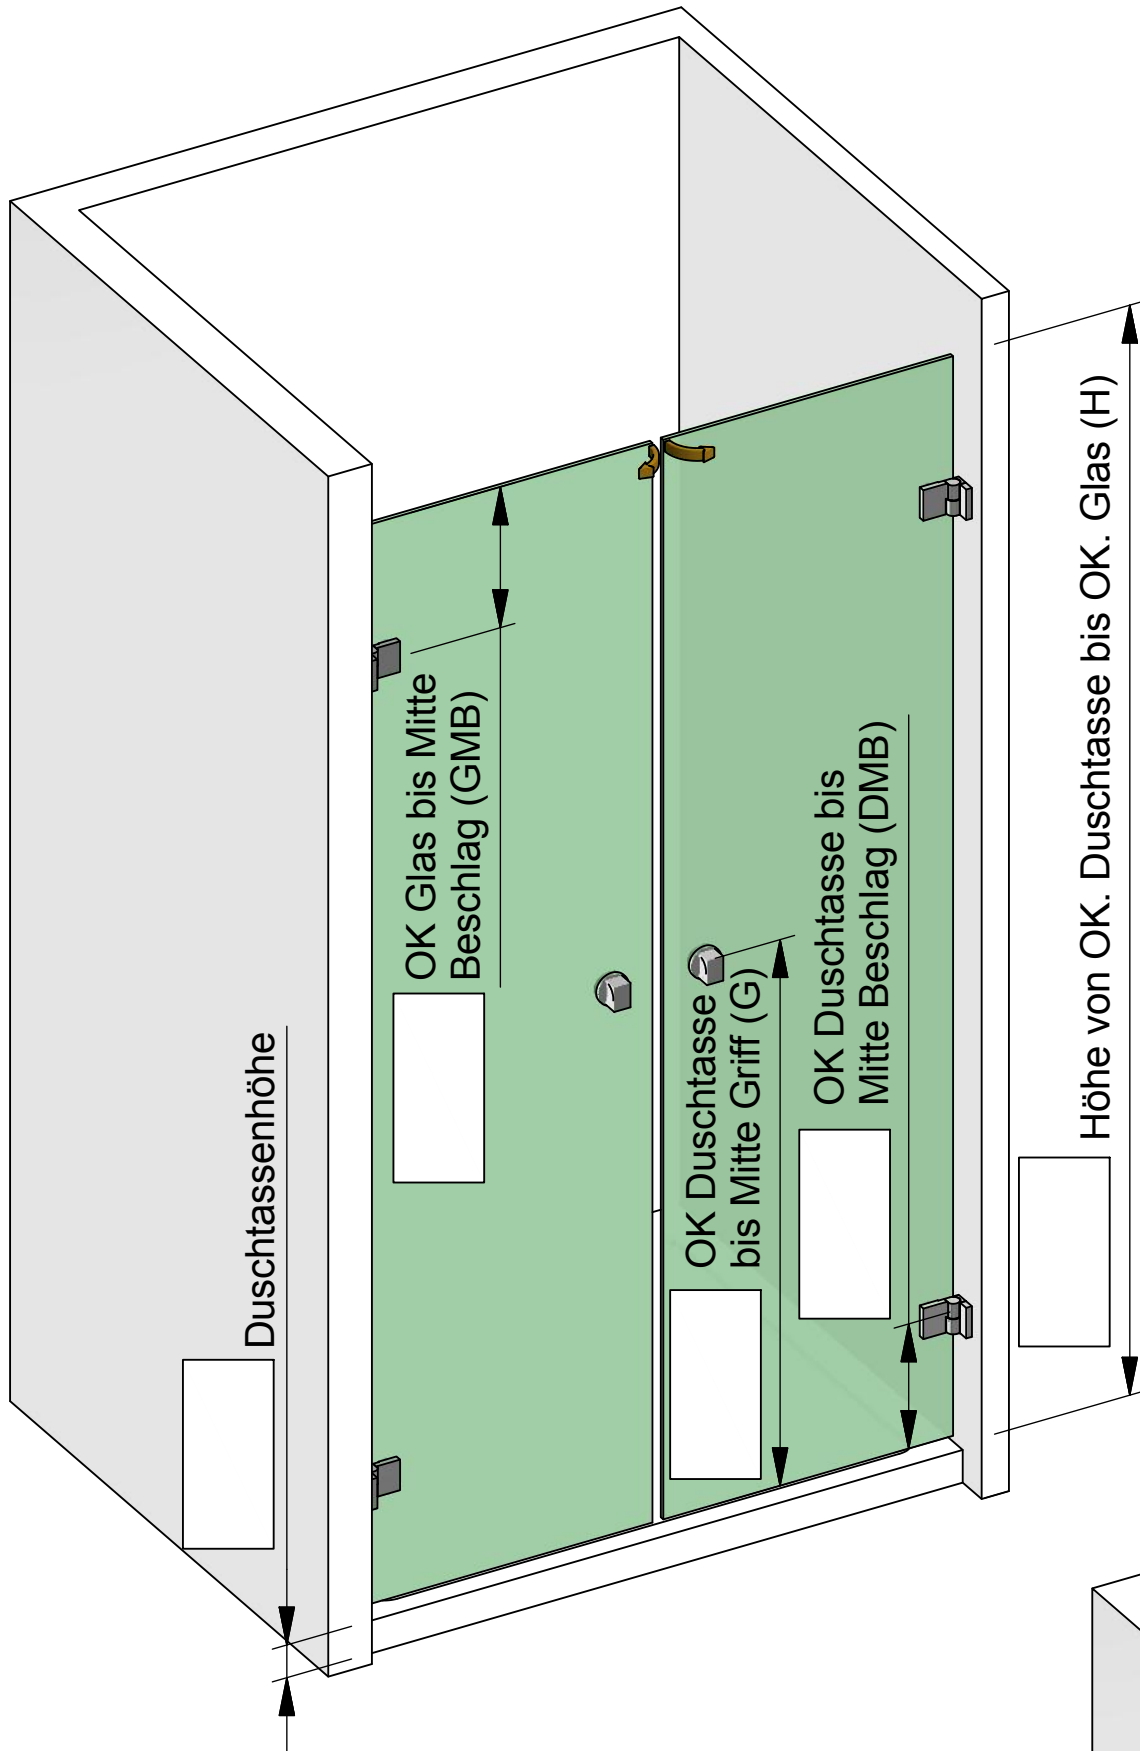 Duschtassenhöhe
OK Glas bis Mitte
Beschlag (GMB)
OK Duschtasse
bis Mitte Griff (G)
OK Duschtasse bis
Mitte Beschlag (DMB)
Höhe von OK. Duschtasse bis OK. Glas (H)